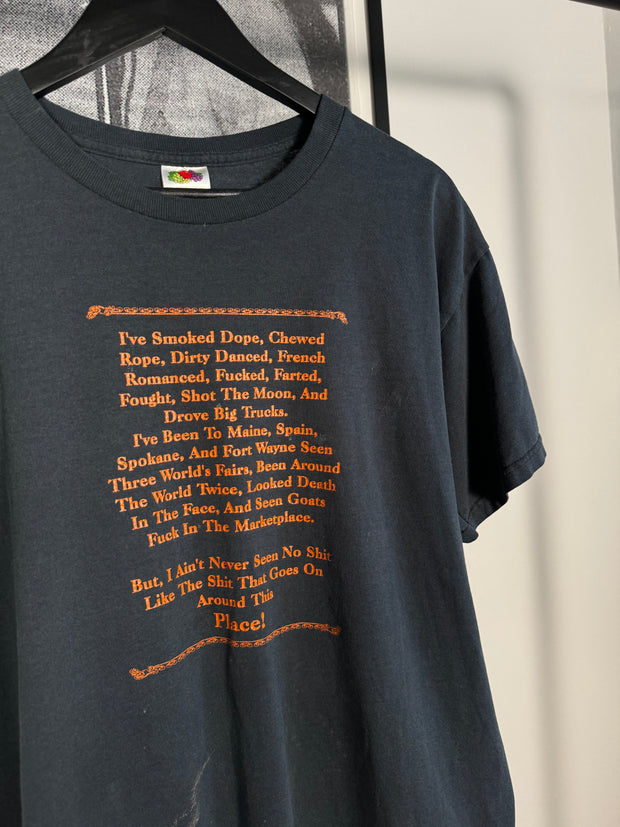 I've Smoked Dope, Chewed
Rope, Dirty Danced, French
Romanced, Fucked, Farted,
Fought, Shot The Moon, And
Drove Big Trucks.
I've Been To Maine, Spain,
Spokane, And Fort Wayne Seen
Three World's Fairs, Been Around
The World Twice, Looked Death
In The Face, And Seen Goats
Fuck In The Marketplace.
But, I Ain't Never Seen No Shit
Like The Shit That Goes On
Around This
Place!